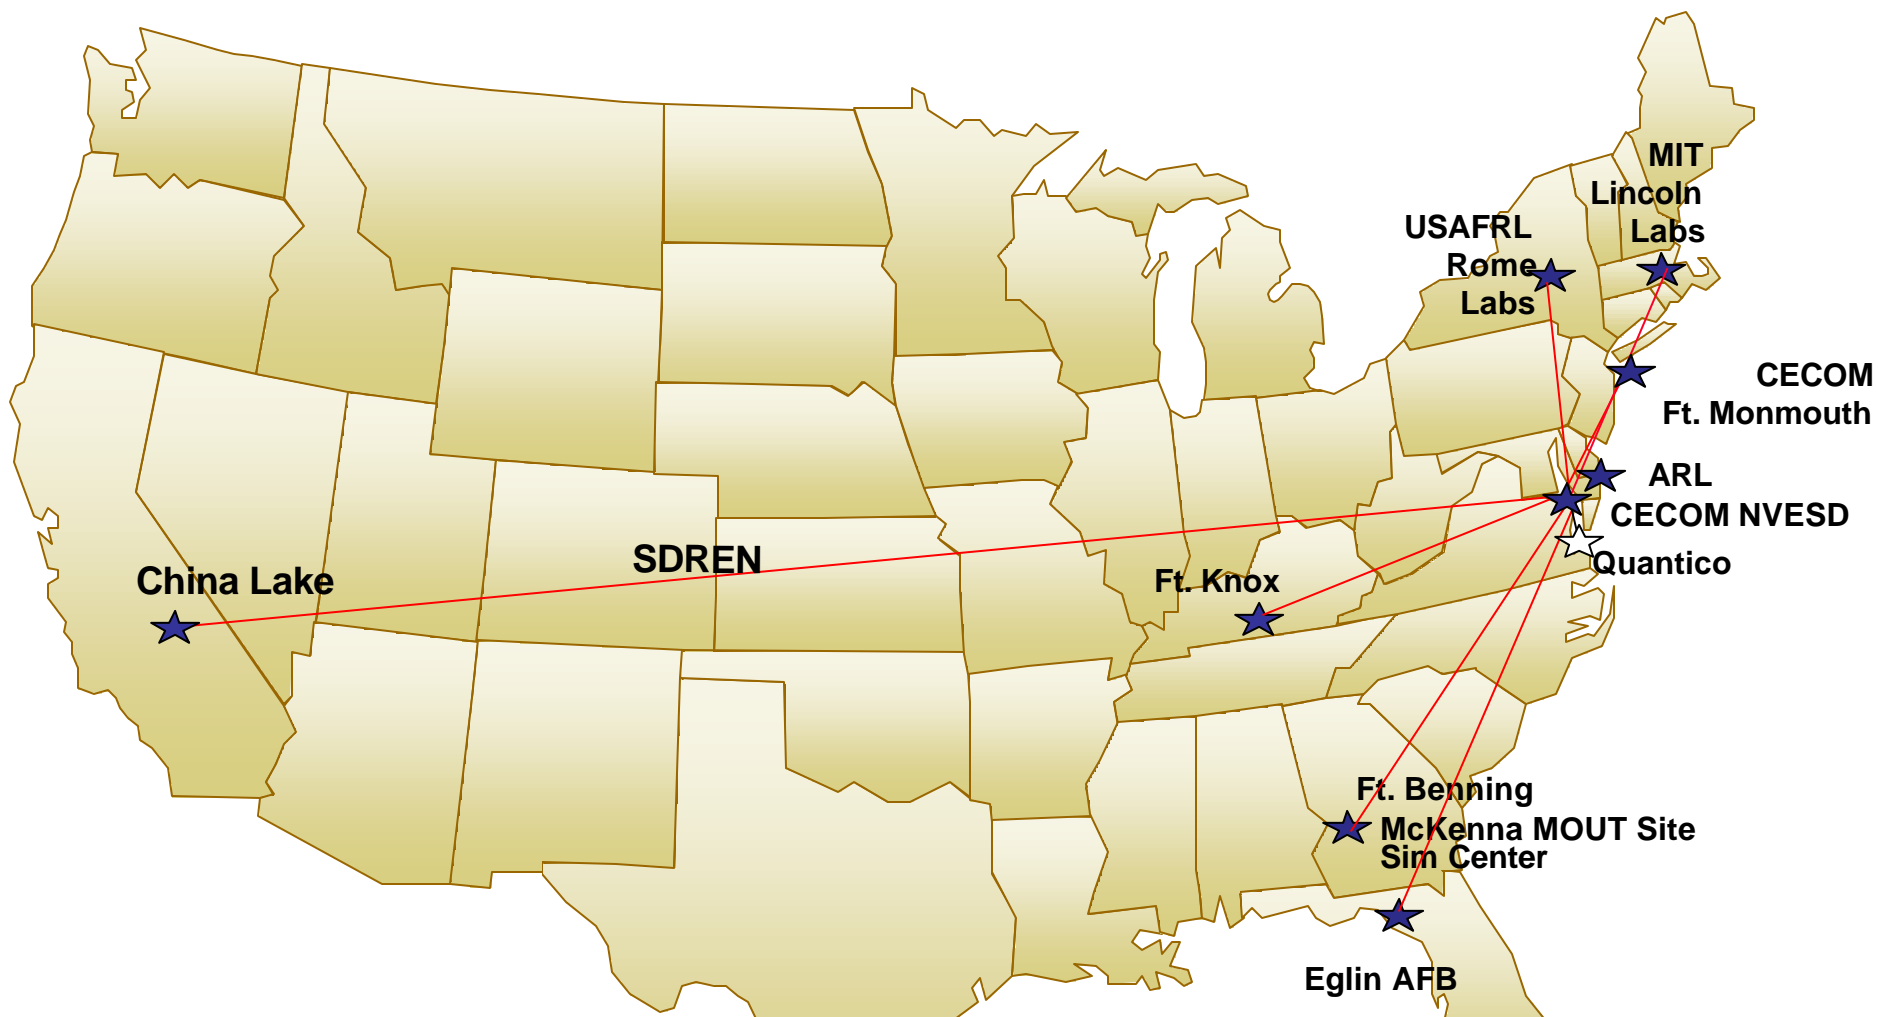 MIT
Lincoln
Labs
USAFRL
Rome
Labs
CECOM
Ft. Monmouth
ARL
CECOM NVESD
Quantico
SDREN
China Lake
Ft. Knox
Ft. Benning
McKenna MOUT Site
Sim Center
Eglin AFB